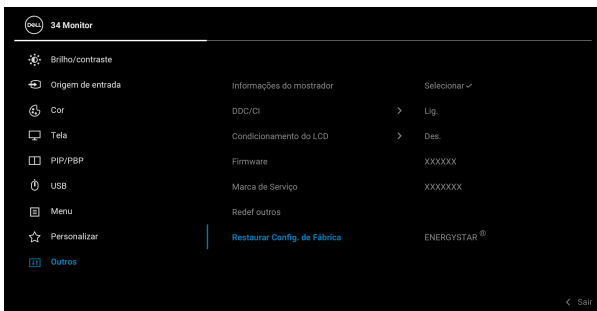 DELL 34 Monitor
Brilho/contraste
Origem de entrada
Informações do mostrador Selecionar ✓
Cor
DDC/CI > Lig.
Tela
Condicionamento do LCD > Des.
PIP/PBP
Firmware XXXXXX
USB
Marca de Serviço XXXXXXX
Menu
Redef outros
Personalizar
Restaurar Config. de Fábrica ENERGYSTAR ®
Outros
< Sair